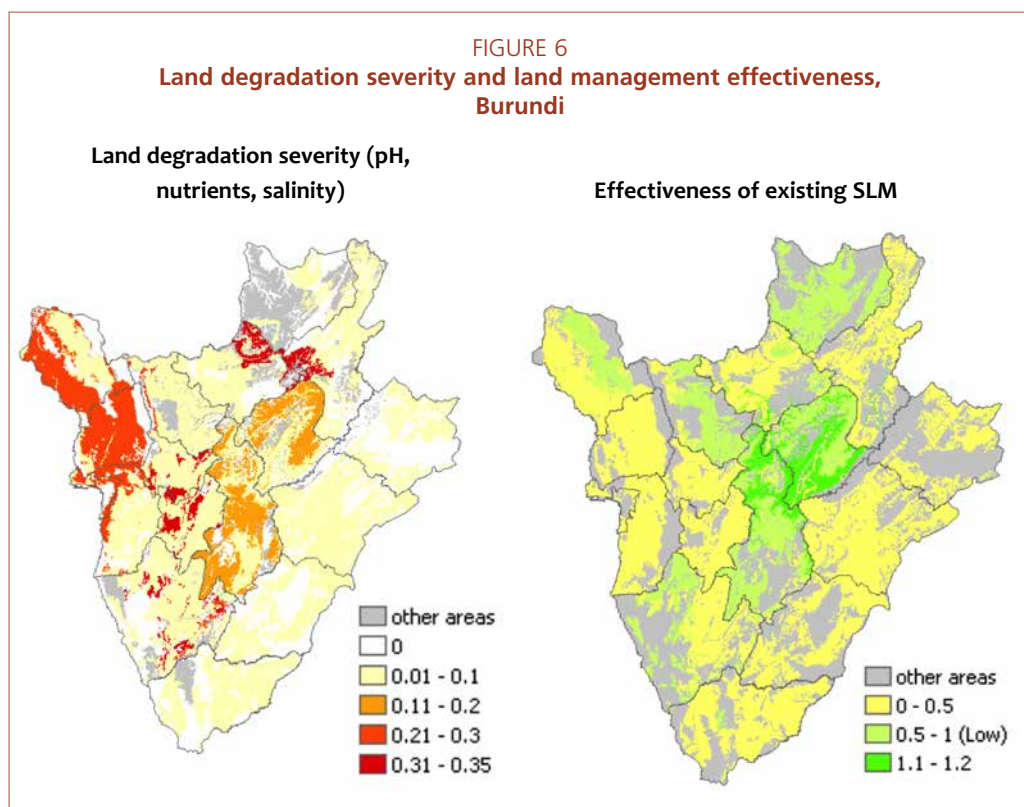 FIGURE 6
Land degradation severity and land management effectiveness,
Burundi
Land degradation severity (pH,
nutrients, salinity)
Effectiveness of existing SLM
other areas
0
0.01 - 0.1
0.11 - 0.2
0.21 - 0.3
0.31 - 0.35
other areas
0 - 0.5
0.5 - 1 (Low)
1.1 - 1.2